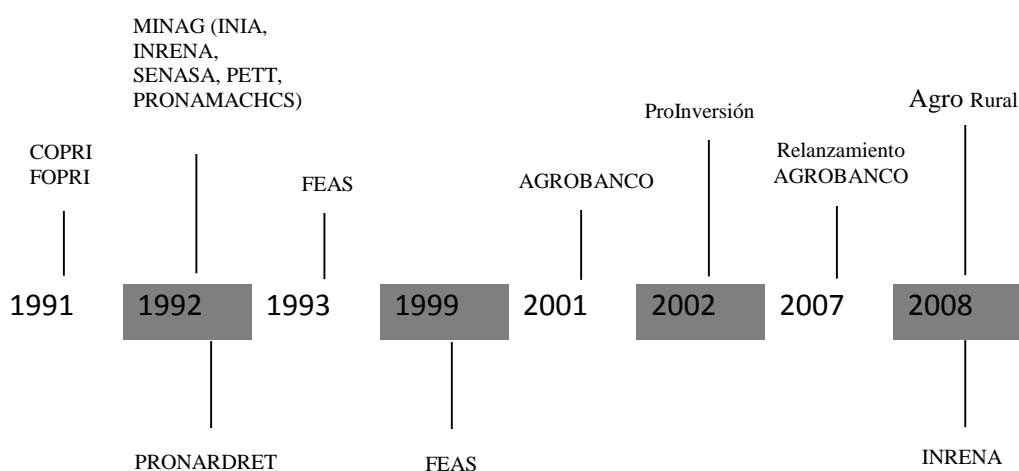 MINAG (INIA,
INRENA,
SENASA, PETT,
PRONAMACHCS)
COPRI
FOPRI
FEAS
AGROBANCO
ProInversión
Relanzamiento
AGROBANCO
Agro Rural
1991
1992
1993
1999
2001
2002
2007
2008
PRONARDRET
FEAS
INRENA